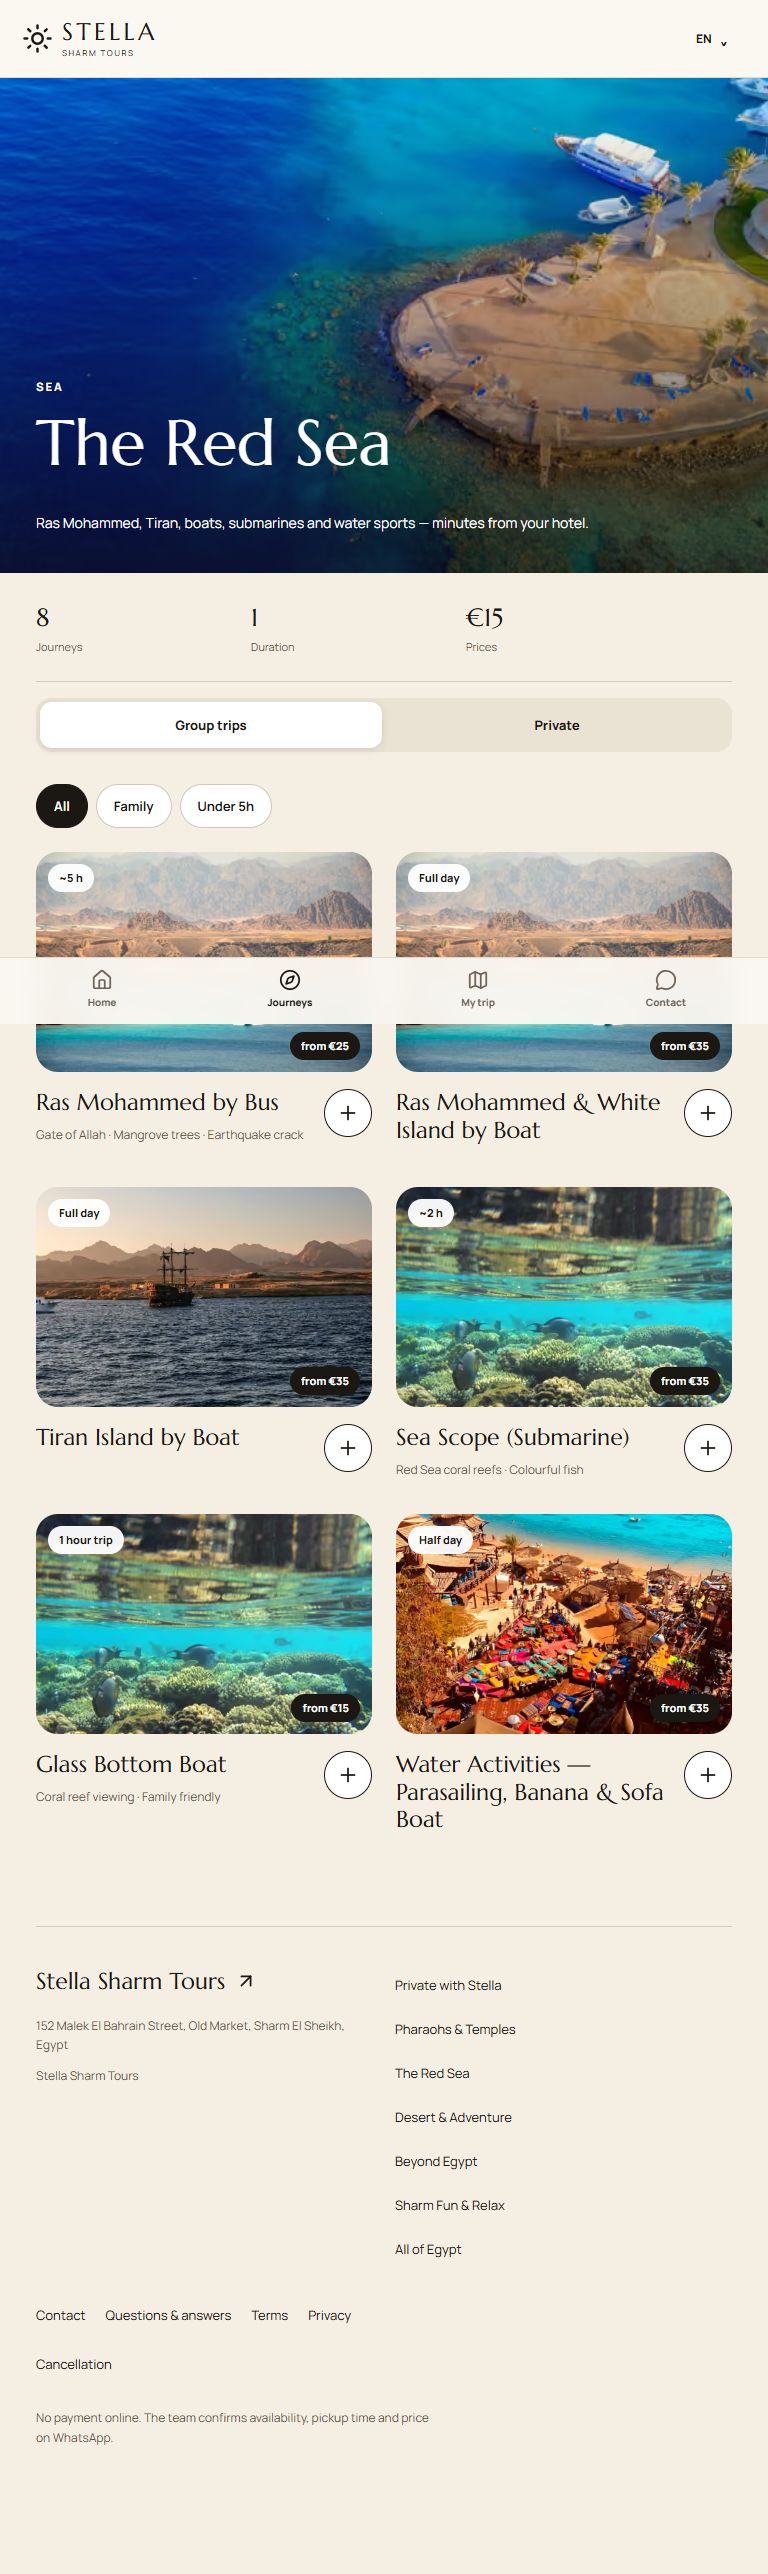 STELLA
SHARM TOURS
EN
SEA
The Red Sea
Ras Mohammed, Tiran, boats, submarines and water sports — minutes from your hotel.
8
Journeys
1
Duration
€15
Prices
Group trips
Private
All
Family
Under 5h
~5 h
Full day
Home
Journeys
My trip
Contact
from €25
from €35
Ras Mohammed by Bus
Gate of Allah · Mangrove trees · Earthquake crack
Ras Mohammed & White
Island by Boat
Full day
~2 h
from €35
from €35
Tiran Island by Boat
Sea Scope (Submarine)
Red Sea coral reefs · Colourful fish
1 hour trip
Half day
from €15
from €35
Glass Bottom Boat
Coral reef viewing · Family friendly
Water Activities —
Parasailing, Banana & Sofa
Boat
Stella Sharm Tours
152 Malek El Bahrain Street, Old Market, Sharm El Sheikh,
Egypt
Stella Sharm Tours
Private with Stella
Pharaohs & Temples
The Red Sea
Desert & Adventure
Beyond Egypt
Sharm Fun & Relax
All of Egypt
Contact
Questions & answers
Terms
Privacy
Cancellation
No payment online. The team confirms availability, pickup time and price
on WhatsApp.